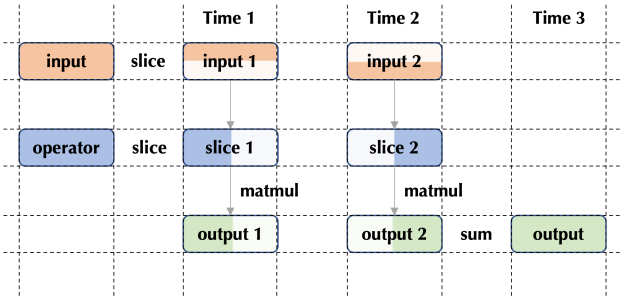 Time 1 Time 2 Time 3
input slice input 1 input 2
operator slice slice 1 slice 2
matmul matmul
output 1 output 2 sum output